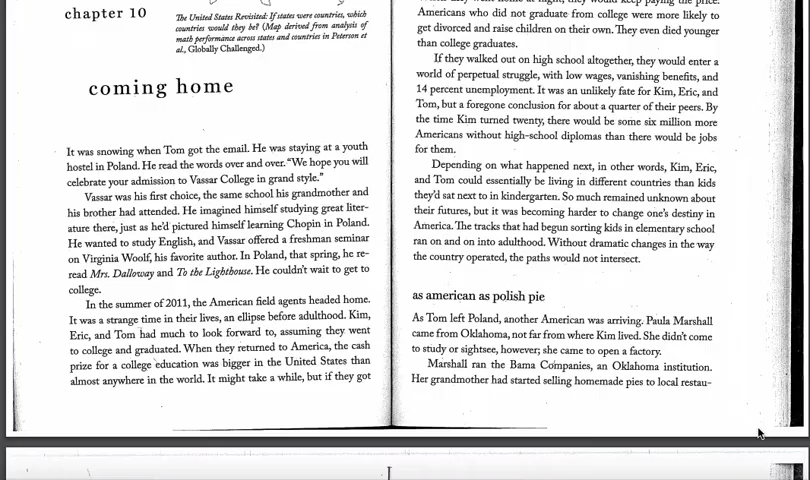 chapter 10
The United States Revisited: If states were countries, which
countries would they be? (Map derived from analysis of
math performance across states and countries in Peterson et
al., Globally Challenged.)
coming home
It was snowing when Tom got the email. He was staying at a youth
hostel in Poland. He read the words over and over. “We hope you will
celebrate your admission to Vassar College in grand style.”
Vassar was his first choice, the same school his grandmother and
his brother had attended. He imagined himself studying great liter-
ature there, just as he’d pictured himself learning Chopin in Poland.
He wanted to study English, and Vassar offered a freshman seminar
on Virginia Woolf, his favorite author. In Poland, that spring, he re-
read Mrs. Dalloway and To the Lighthouse. He couldn’t wait to get to
college.
In the summer of 2011, the American field agents headed home.
It was a strange time in their lives, an ellipse before adulthood. Kim,
Eric, and Tom had much to look forward to, assuming they went
to college and graduated. When they returned to America, the cash
prize for a college education was bigger in the United States than
almost anywhere in the world. It might take a while, but if they got
Americans who did not graduate from college were more likely to
get divorced and raise children on their own. They even died younger
than college graduates.
If they walked out on high school altogether, they would enter a
world of perpetual struggle, with low wages, vanishing benefits, and
14 percent unemployment. It was an unlikely fate for Kim, Eric, and
Tom, but a foregone conclusion for about a quarter of their peers. By
the time Kim turned twenty, there would be some six million more
Americans without high-school diplomas than there would be jobs
for them.
Depending on what happened next, in other words, Kim, Eric,
and Tom could essentially be living in different countries than kids
they’d sat next to in kindergarten. So much remained unknown about
their futures, but it was becoming harder to change one’s destiny in
America. The tracks that had begun sorting kids in elementary school
ran on and on into adulthood. Without dramatic changes in the way
the country operated, the paths would not intersect.
as american as polish pie
As Tom left Poland, another American was arriving. Paula Marshall
came from Oklahoma, not far from where Kim lived. She didn’t come
to study or sightsee, however; she came to open a factory.
Marshall ran the Bama Companies, an Oklahoma institution.
Her grandmother had started selling homemade pies to local restau-